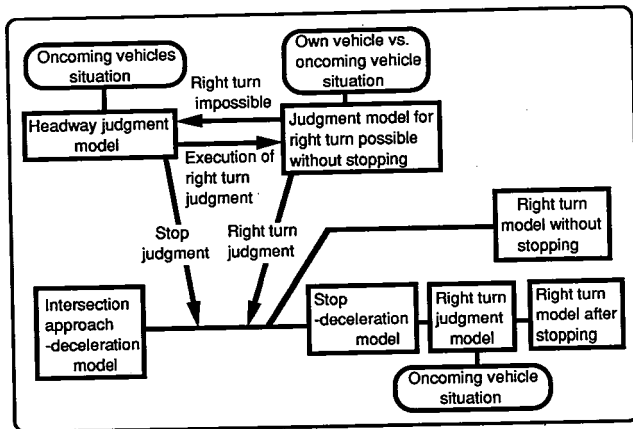 Oncoming vehicles
situation
Own vehicle vs.
oncoming vehicle
situation
Right turn
impossible
Headway judgment
model
Judgment model for
right turn possible
without stopping
Execution of
right turn
judgment
Stop
judgment
Right turn
judgment
Right turn
model without
stopping
Intersection
approach
-deceleration
model
Stop
-deceleration
model
Right turn
judgment
model
Right turn
model after
stopping
Oncoming vehicle
situation